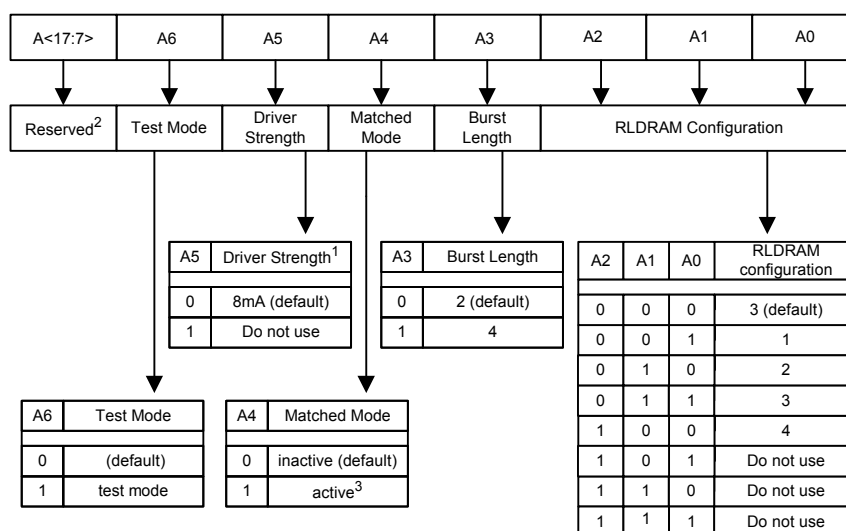 A<17:7> A6 A5 A4 A3 A2 A1 A0
Reserved2 Test Mode Driver Strength Matched Mode Burst Length RLDRAM Configuration
A5 Driver Strength1
0 8mA (default)
1 Do not use
A3 Burst Length
0 2 (default)
1 4
A2 A1 A0 RLDRAM configuration
0 0 0 3 (default)
0 0 1 1
0 1 0 2
0 1 1 3
1 0 0 4
1 0 1 Do not use
1 1 0 Do not use
1 1 1 Do not use
A6 Test Mode
0 (default)
1 test mode
A4 Matched Mode
0 inactive (default)
1 active3